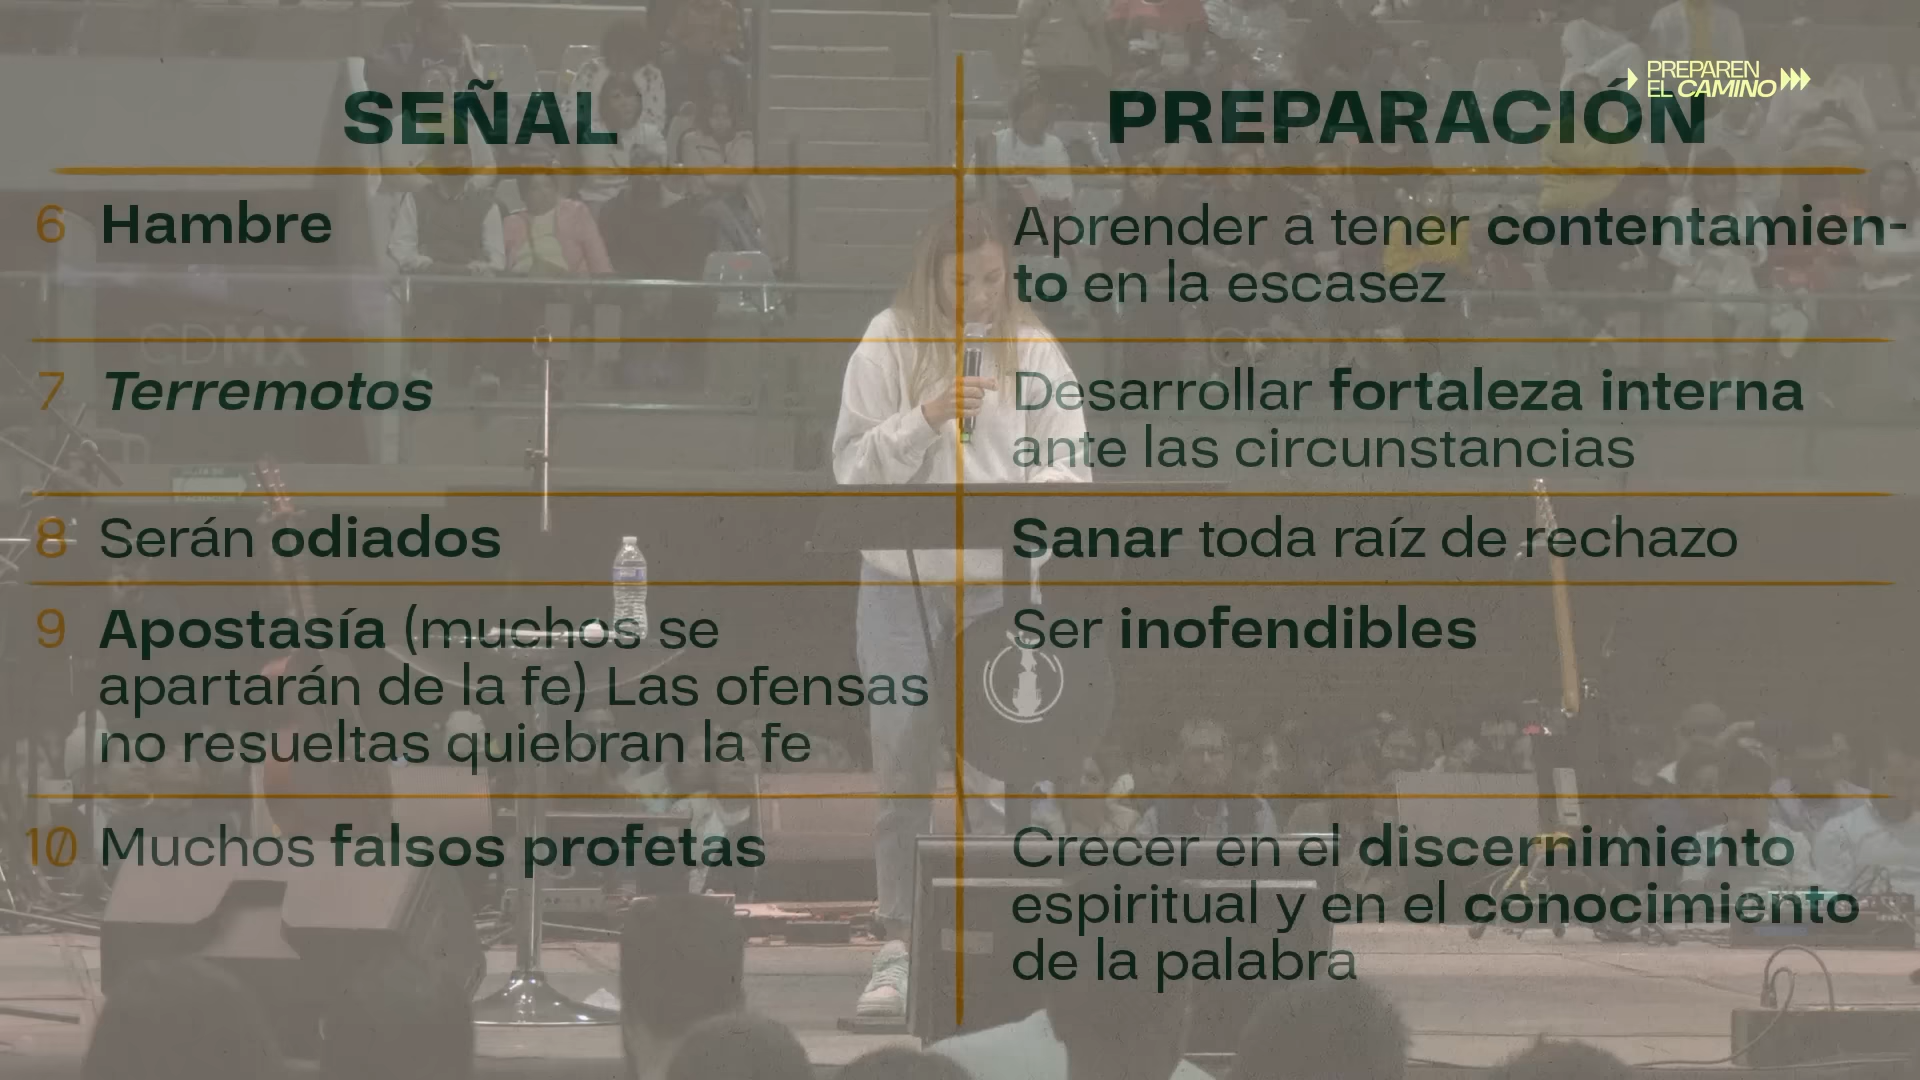 PREPAREN
EL CAMINO
SEÑAL
PREPARACIÓN
6 Hambre
Aprender a tener contentamien-
to en la escasez
CDMX
7 Terremotos
Desarrollar fortaleza interna
ante las circunstancias
8 Serán odiados
Sanar toda raíz de rechazo
9 Apostasía (muchos se
apartarán de la fe) Las ofensas
no resueltas quiebran la fe
Ser inofendibles
10 Muchos falsos profetas
Crecer en el discernimiento
espiritual y en el conocimiento
de la palabra